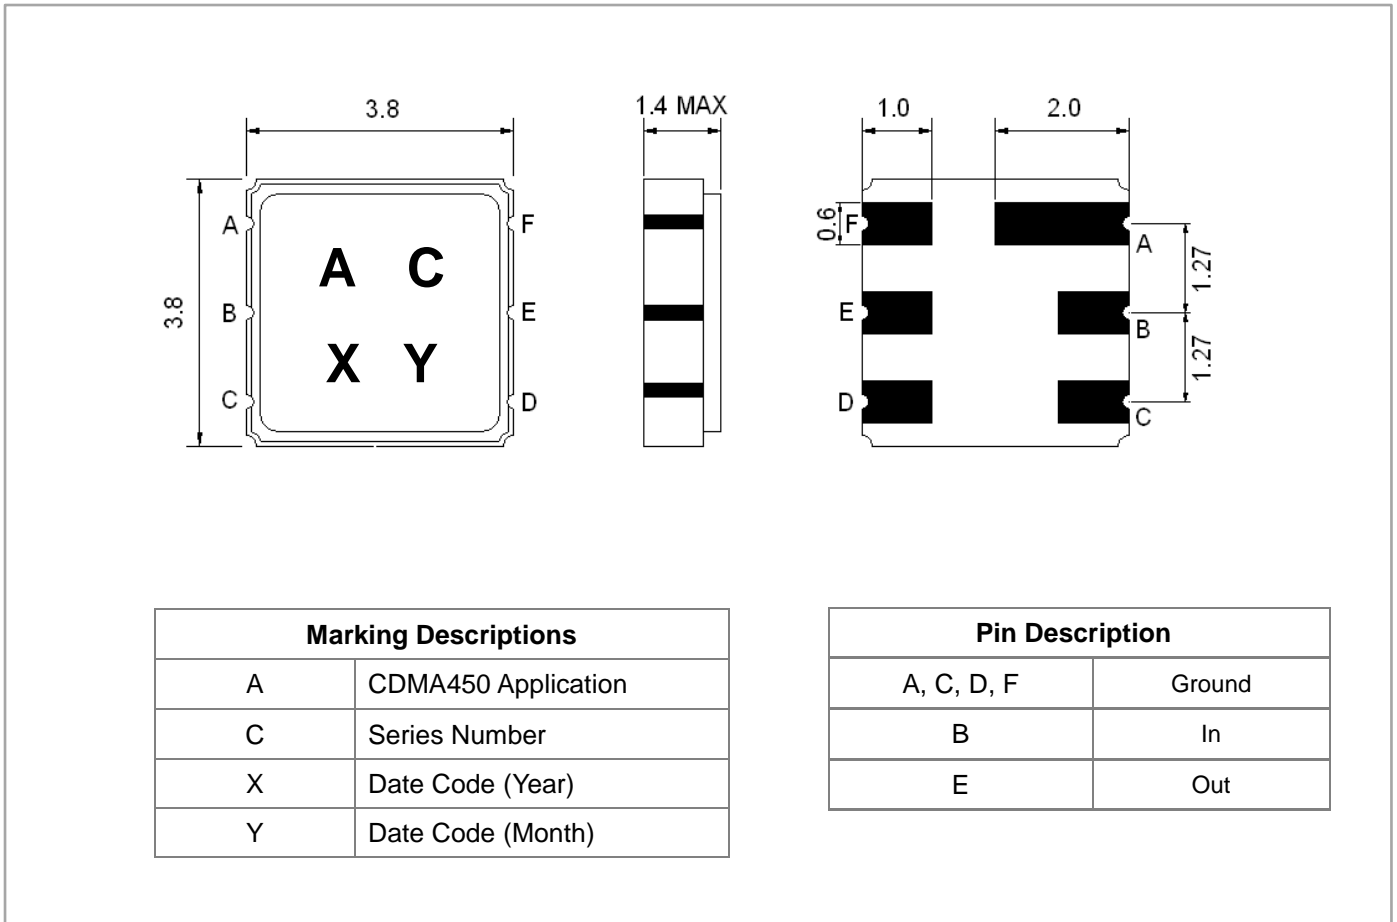 3.8
1.4 MAX
1.0
2.0
3.8
A
B
C
F
E
D
A C
X Y
0.6
F
E
D
A
B
C
1.27
1.27
Marking Descriptions
A CDMA450 Application
C Series Number
X Date Code (Year)
Y Date Code (Month)
Pin Description
A, C, D, F Ground
B In
E Out